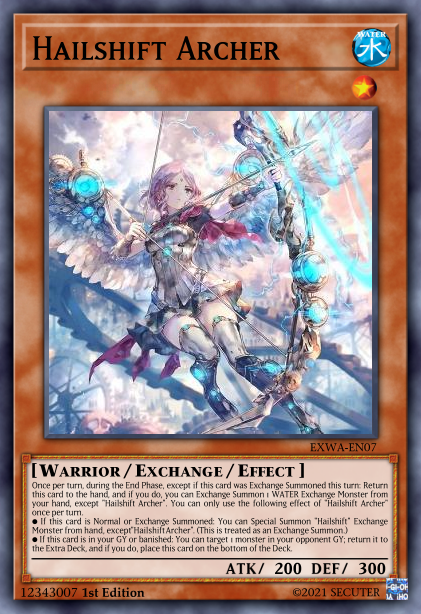 HAILSHIFT ARCHER
WATER
水
EXWA-EN07
[ WARRIOR / EXCHANGE / EFFECT ]
Once per turn, during the End Phase, except if this card was Exchange Summoned this turn: Return
this card to the hand, and if you do, you can Exchange Summon 1 WATER Exchange Monster from
your hand, except "Hailshift Archer". You can only use the following effect of "Hailshift Archer"
once per turn.
● If this card is Normal or Exchange Summoned: You can Special Summon "Hailshift" Exchange
Monster from hand, except"HailshiftArcher". (This is treated as an Exchange Summon.)
● If this card is in your GY or banished: You can target 1 monster in your opponent GY; return it to
the Extra Deck, and if you do, place this card on the bottom of the Deck.
ATK/ 200 DEF/ 300
12343007 1st Edition ©2021 SECUTER